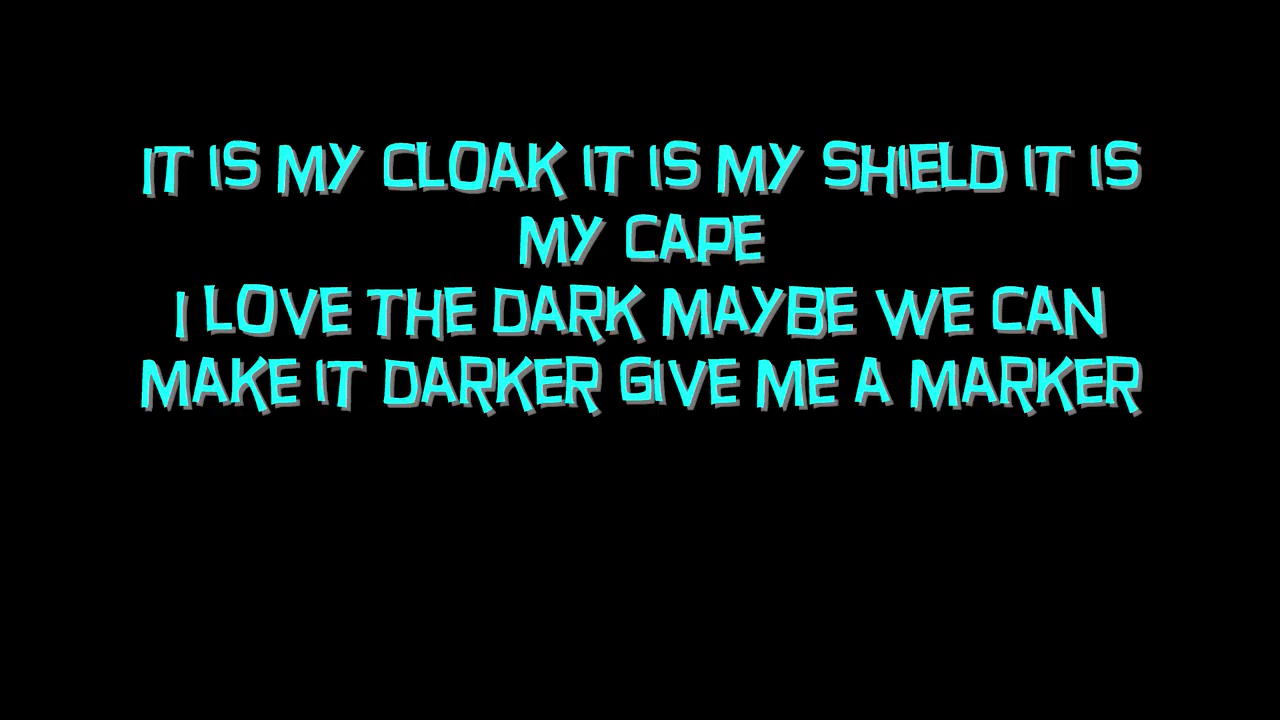 IT IS MY CLOAK IT IS MY SHIELD IT IS
MY CAPE
I LOVE THE DARK MAYBE WE CAN
MAKE IT DARKER GIVE ME A MARKER